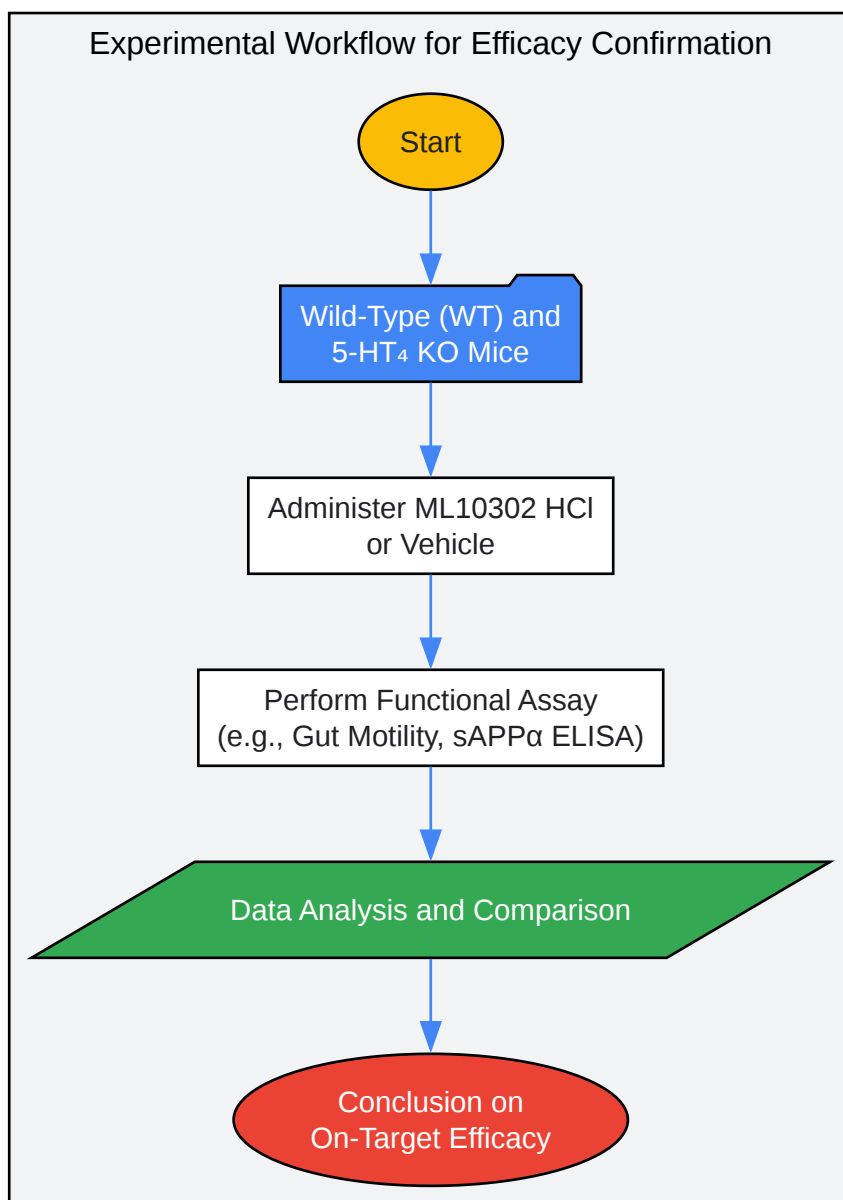 Experimental Workflow for Efficacy Confirmation
Start
Wild-Type (WT) and
5-HT₄ KO Mice
Administer ML10302 HCl
or Vehicle
Perform Functional Assay
(e.g., Gut Motility, sAPPα ELISA)
Data Analysis and Comparison
Conclusion on
On-Target Efficacy